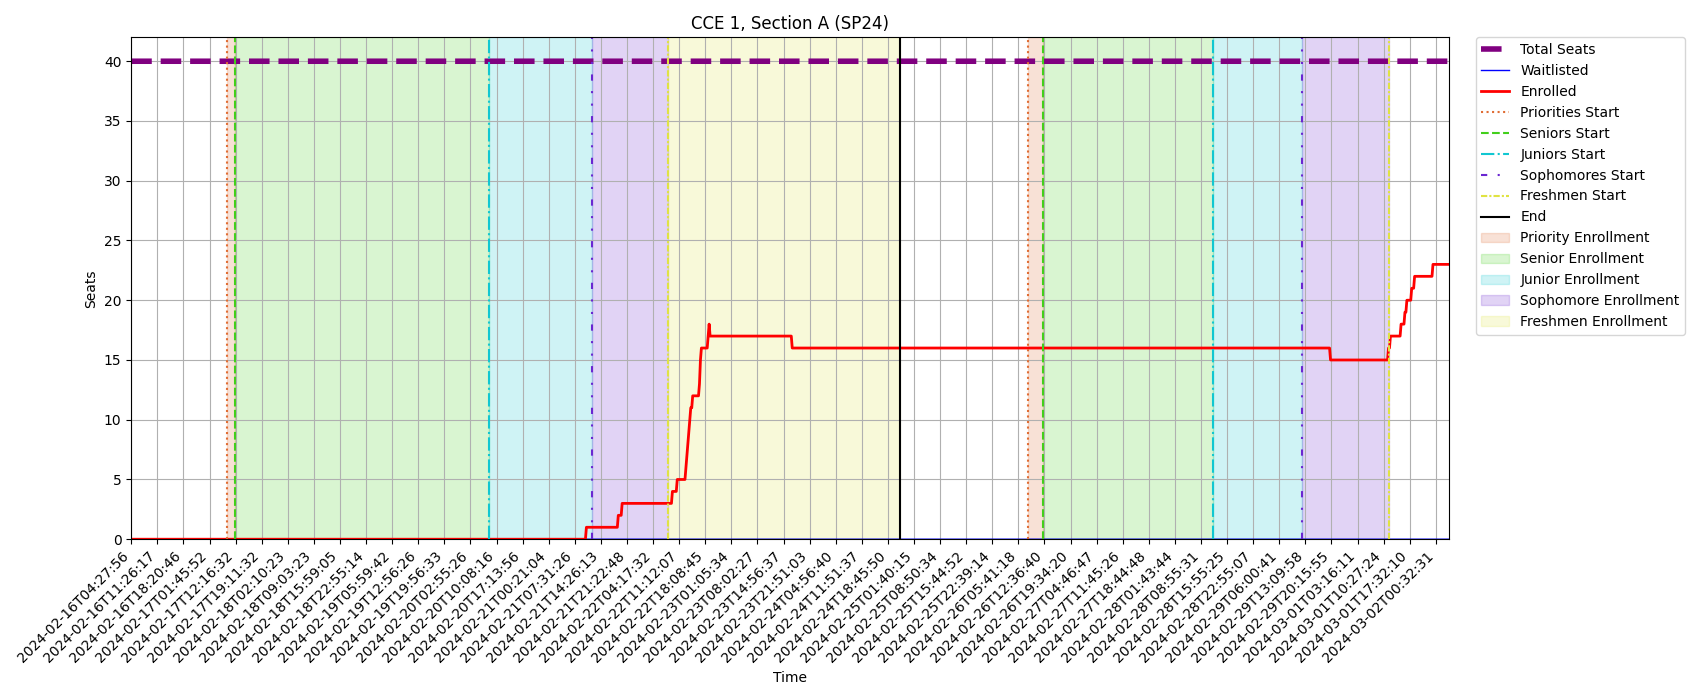 CCE 1, Section A (SP24)
40
35
30
25
20
15
10
5
0
Seats
2024-02-16T04:27:56
2024-02-16T11:26:17
2024-02-16T18:20:46
2024-02-17T01:45:52
2024-02-17T12:16:32
2024-02-17T19:11:32
2024-02-18T02:10:23
2024-02-18T09:03:23
2024-02-18T15:59:05
2024-02-18T22:55:14
2024-02-19T05:59:42
2024-02-19T12:56:26
2024-02-19T19:56:33
2024-02-20T02:55:26
2024-02-20T10:08:16
2024-02-20T17:13:56
2024-02-21T00:21:04
2024-02-21T07:31:26
2024-02-21T14:26:13
2024-02-21T21:22:48
2024-02-22T04:17:32
2024-02-22T11:12:07
2024-02-22T18:08:45
2024-02-23T01:05:34
2024-02-23T08:02:27
2024-02-23T14:56:37
2024-02-23T21:51:03
2024-02-24T04:56:40
2024-02-24T11:51:37
2024-02-24T18:45:50
2024-02-25T01:40:15
2024-02-25T08:50:34
2024-02-25T15:44:52
2024-02-25T22:39:14
2024-02-26T05:41:18
2024-02-26T12:36:40
2024-02-26T19:34:20
2024-02-27T04:46:47
2024-02-27T11:45:26
2024-02-27T18:44:48
2024-02-28T01:43:44
2024-02-28T08:55:31
2024-02-28T15:55:25
2024-02-28T22:55:07
2024-02-29T06:00:41
2024-02-29T13:09:58
2024-02-29T20:15:55
2024-03-01T03:16:11
2024-03-01T10:27:24
2024-03-01T17:32:10
2024-03-02T00:32:31
Time
Total Seats
Waitlisted
Enrolled
Priorities Start
Seniors Start
Juniors Start
Sophomores Start
Freshmen Start
End
Priority Enrollment
Senior Enrollment
Junior Enrollment
Sophomore Enrollment
Freshmen Enrollment